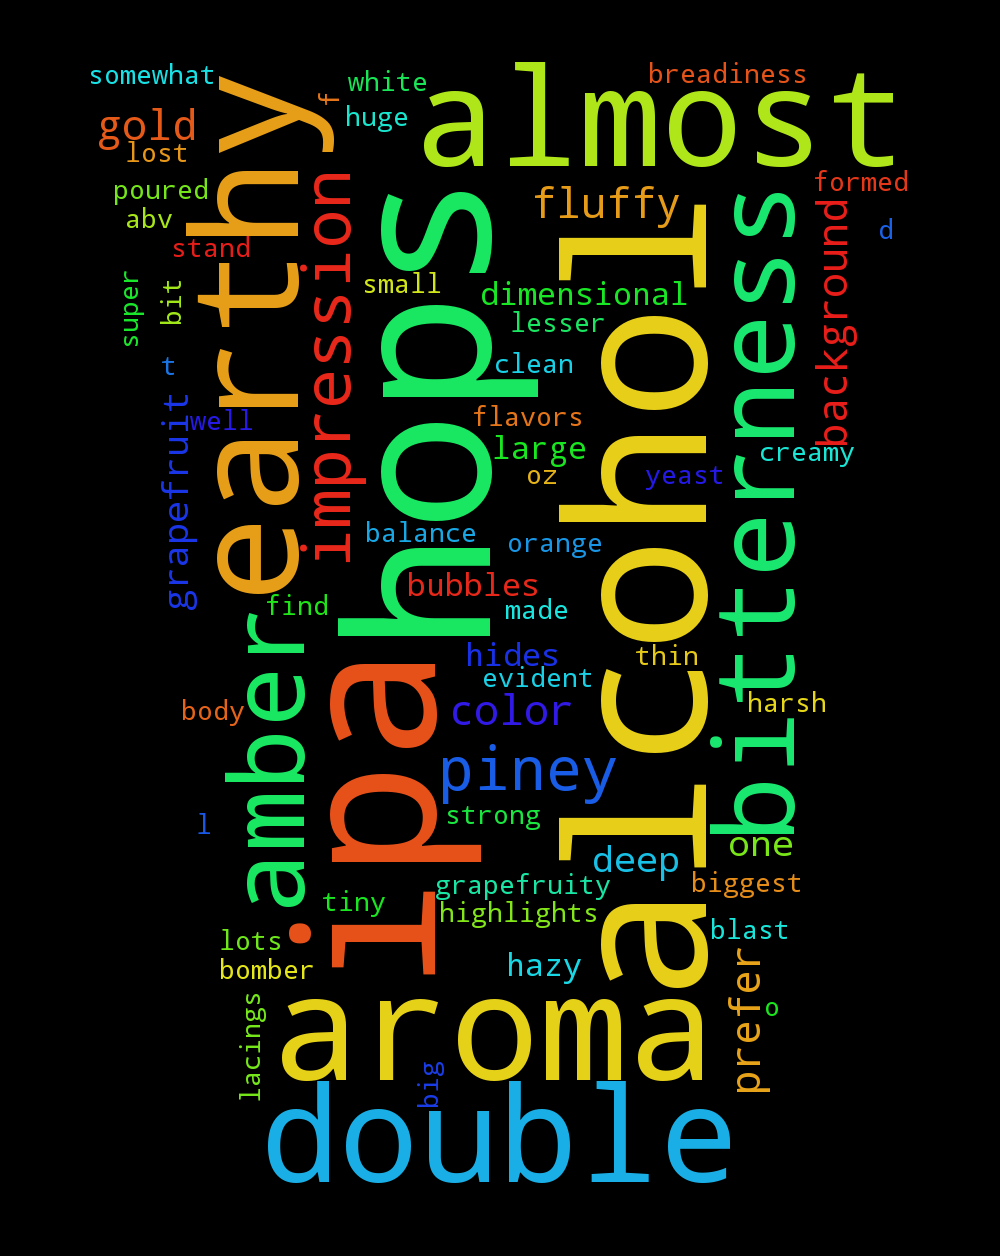 somewhat
white
almost
breadiness
gold
f
huge
lost
earthy
poured
abv
impression
hops
fluffy
alcohol
bitterness
formed
background
d
stand
super
bit
small
dimensional
lesser
t
clean
grapefruit
well
flavors
large
creamy
oz
yeast
balance
orange
bubbles
find
made
amber
ipa
hides
thin
evident
body
color
harsh
piney
l
strong
one
deep
grapefruity
biggest
tiny
highlights
blast
lots
hazy
bomber
prefer
lacings
aroma
o
big
double